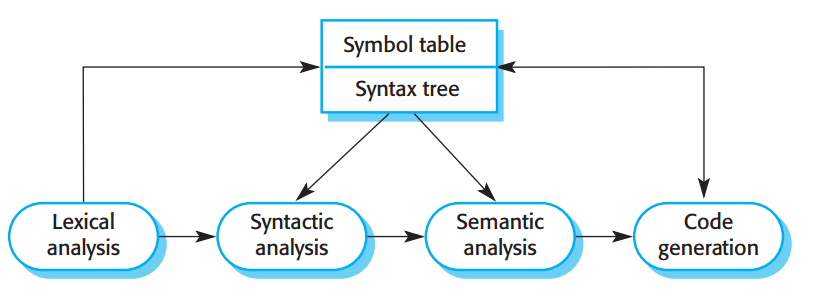 Symbol table
Syntax tree
Lexical
analysis
Syntactic
analysis
Semantic
analysis
Code
generation